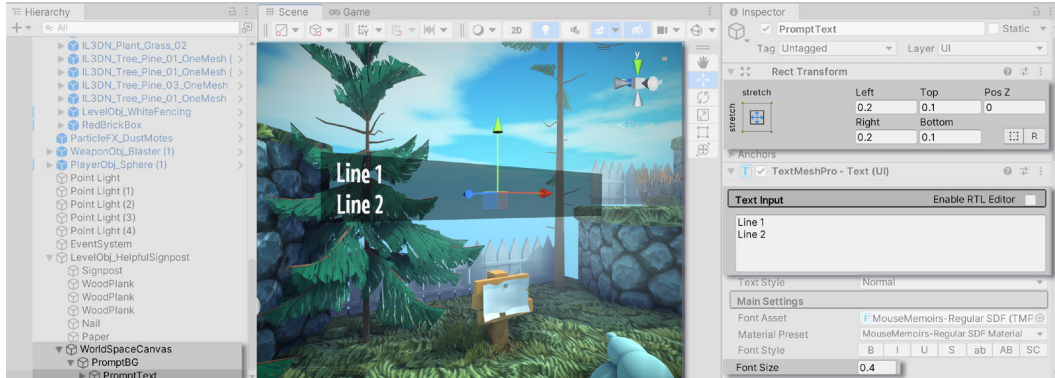 Hierarchy
All
IL3DN_Plant_Grass_02
IL3DN_Tree_Pine_01_OneMesh (
IL3DN_Tree_Pine_01_OneMesh (
IL3DN_Tree_Pine_03_OneMesh
IL3DN_Tree_Pine_01_OneMesh
LevelObj_WhiteFencing
RedBrickBox
ParticleFX_DustMotes
WeaponObj_Blaster (1)
PlayerObj_Sphere (1)
Point Light
Point Light (1)
Point Light (2)
Point Light (3)
Point Light (4)
EventSystem
LevelObj_HelpfulSignpost
Signpost
WoodPlank
WoodPlank
WoodPlank
Nail
Paper
WorldSpaceCanvas
PromptBG
PromptText
Scene Game
2D
y
x
Persp
Line 1
Line 2
Inspector
PromptText Static
Tag Untagged Layer UI
Rect Transform
stretch
stretch
Left Top Pos Z
0.2 0.1 0
Right Bottom
0.2 0.1 R
Anchors
TextMeshPro - Text (UI)
Text Input Enable RTL Editor
Line 1
Line 2
Text Style Normal
Main Settings
Font Asset F MouseMemoirs-Regular SDF (TMP
Material Preset MouseMemoirs-Regular SDF Material
Font Style B I U S ab AB SC
Font Size 0.4